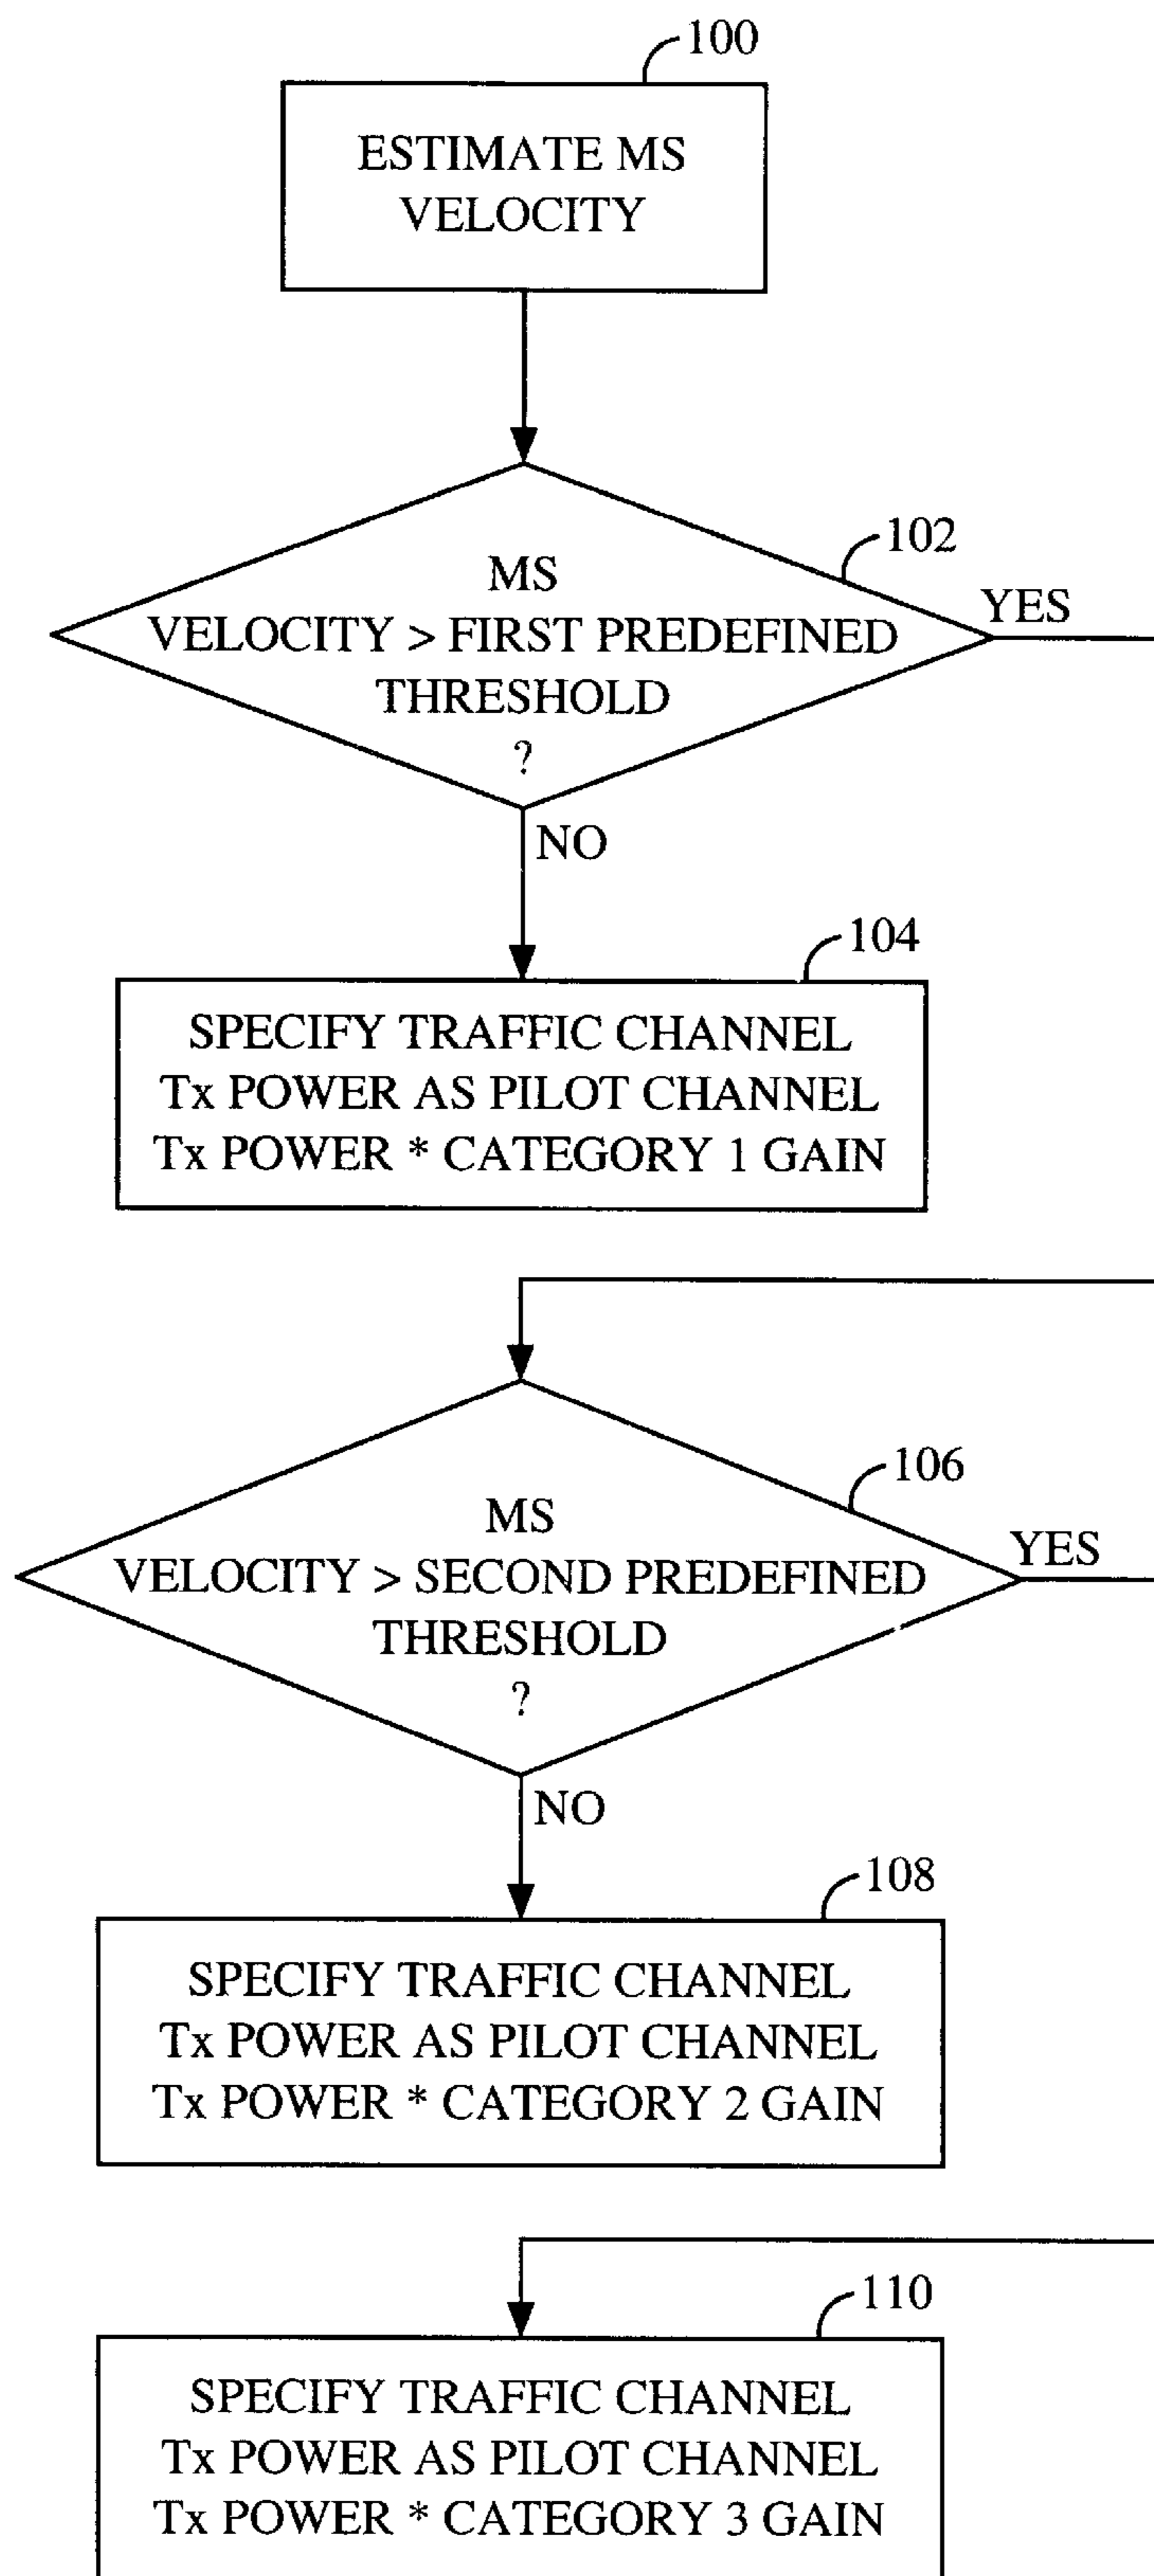 100
ESTIMATE MS
VELOCITY
102
MS
VELOCITY > FIRST PREDEFINED
THRESHOLD
?
YES
NO
104
SPECIFY TRAFFIC CHANNEL
Tx POWER AS PILOT CHANNEL
Tx POWER * CATEGORY 1 GAIN
106
MS
VELOCITY > SECOND PREDEFINED
THRESHOLD
?
YES
NO
108
SPECIFY TRAFFIC CHANNEL
Tx POWER AS PILOT CHANNEL
Tx POWER * CATEGORY 2 GAIN
110
SPECIFY TRAFFIC CHANNEL
Tx POWER AS PILOT CHANNEL
Tx POWER * CATEGORY 3 GAIN